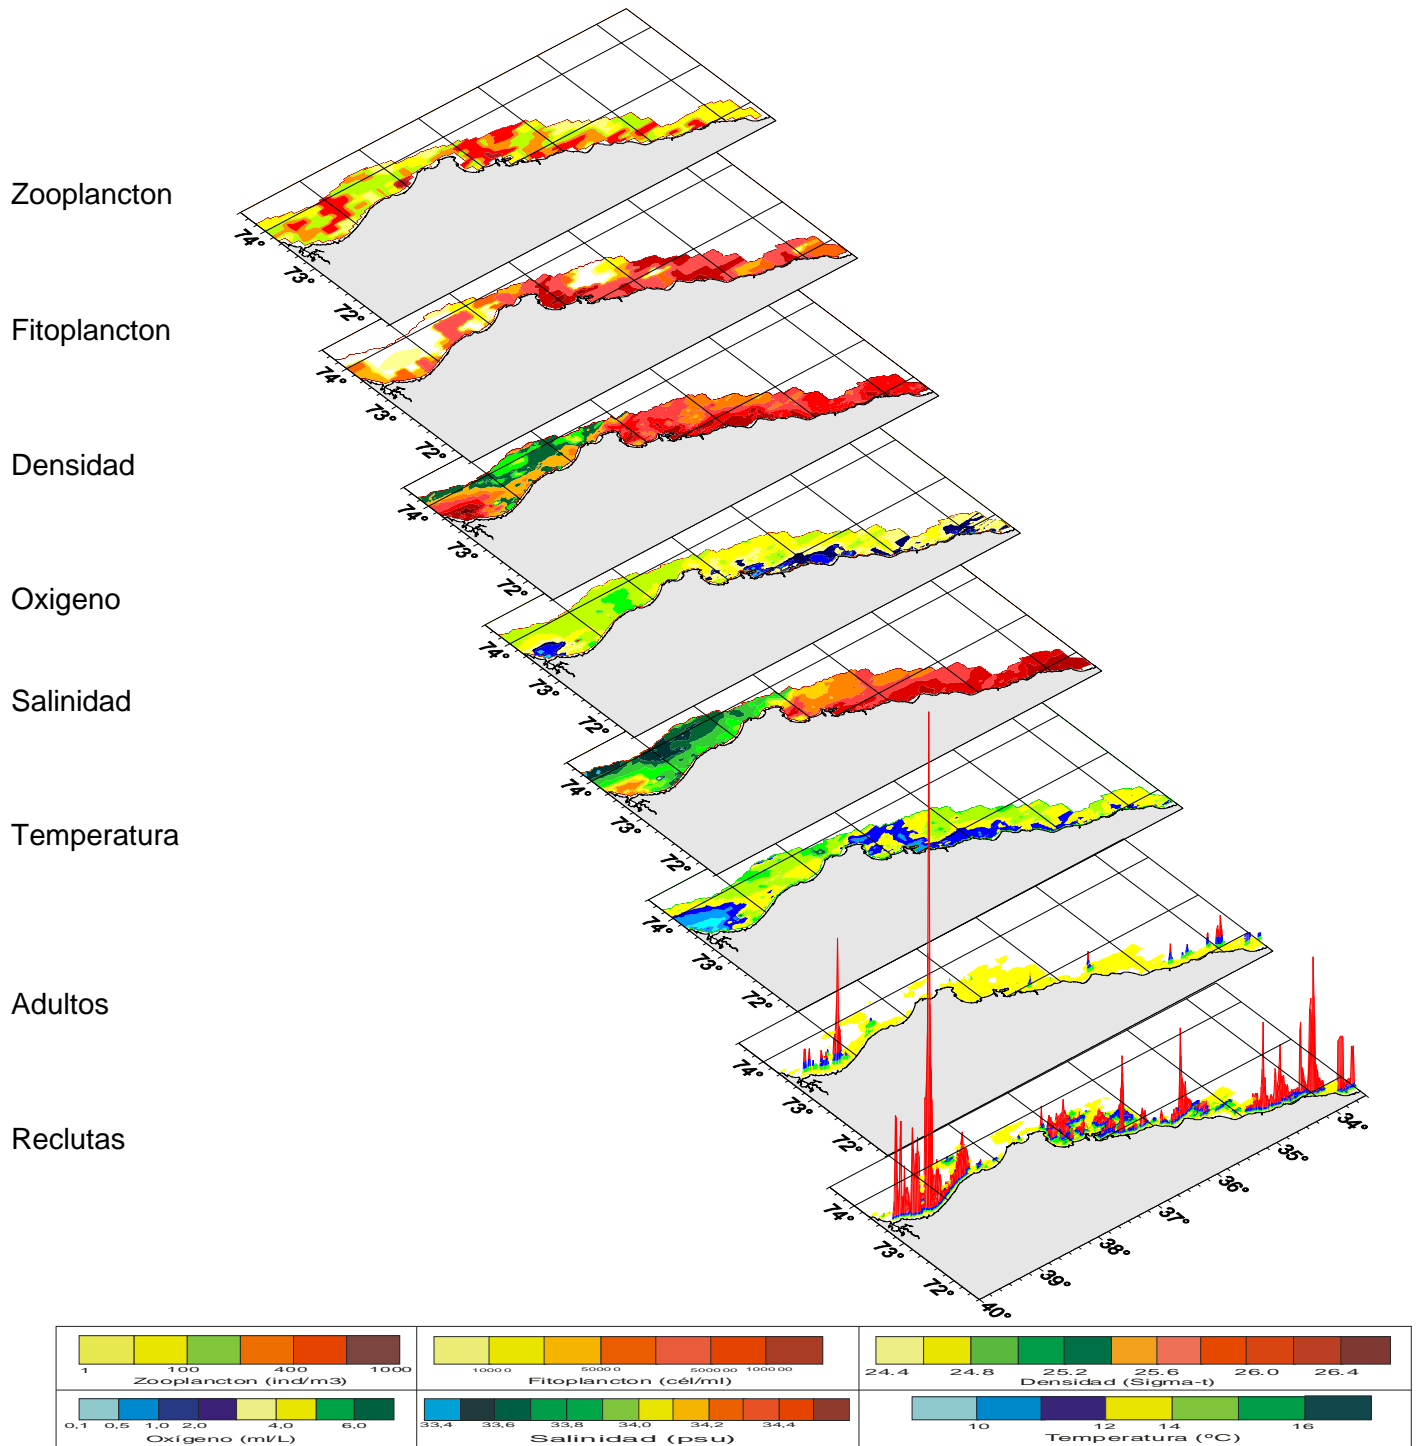 Zooplancton
74°
73°
72°
Fitoplancton
74°
73°
72°
Densidad
74°
73°
72°
Oxigeno
74°
73°
72°
Salinidad
74°
73°
72°
Temperatura
74°
73°
72°
Adultos
74°
73°
72°
Reclutas
74°
73°
72°
40°
39°
38°
37°
36°
35°
34°
1 100 400 1000
Zooplancton (ind/m3)
10000 50000 500000 1000000
Fitoplancton (cél/ml)
24.4 24.8 25.2 25.6 26.0 26.4
Densidad (Sigma-t)
0,1 0,5 1,0 2,0 4,0 6,0
Oxígeno (ml/L)
33,4 33,6 33,8 34,0 34,2 34,4
Salinidad (psu)
10 12 14 16
Temperatura (ºC)